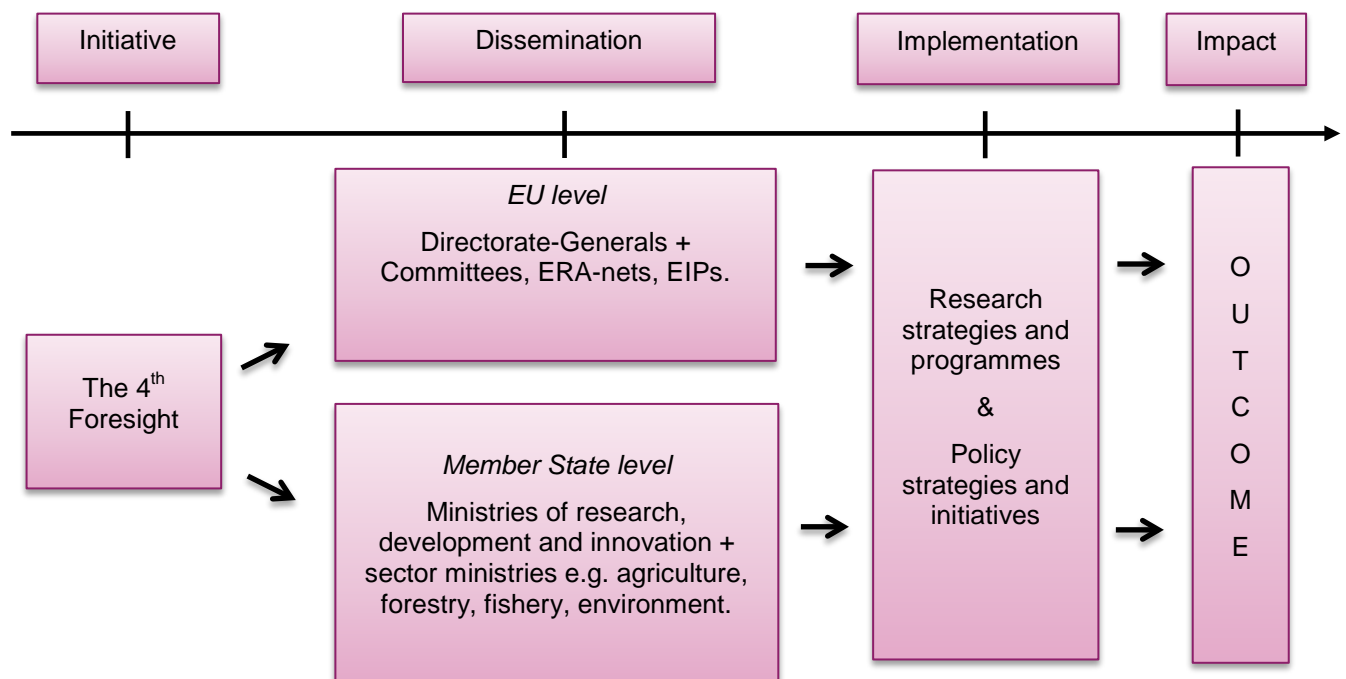 Initiative
Dissemination
Implementation
Impact
EU level
Directorate-Generals +
Committees, ERA-nets, EIPs.
The 4th
Foresight
Member State level
Ministries of research,
development and innovation +
sector ministries e.g. agriculture,
forestry, fishery, environment.
Research
strategies and
programmes
&
Policy
strategies and
initiatives
O
U
T
C
O
M
E